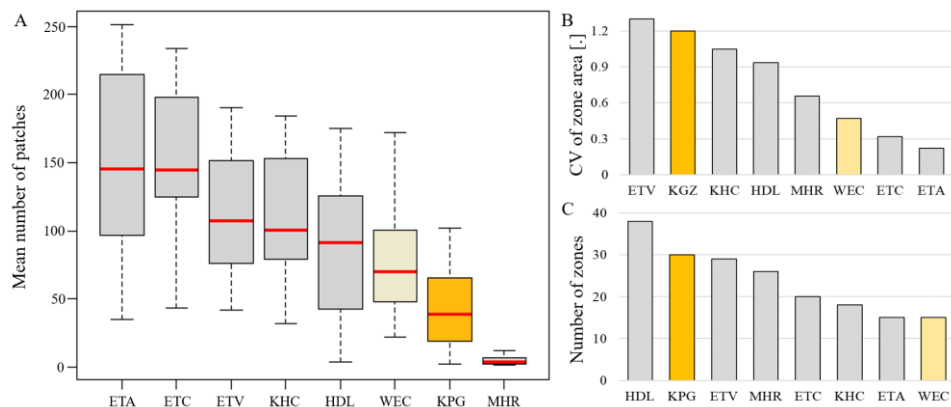 A
Mean number of patches
250
200
150
100
50
0
ETA ETC ETV KHC HDL WEC KPG MHR
B
CV of zone area [.]
1.2
0.9
0.6
0.3
0
ETV KGZ KHC HDL MHR WEC ETC ETA
C
Number of zones
40
30
20
10
0
HDL KPG ETV MHR ETC KHC ETA WEC